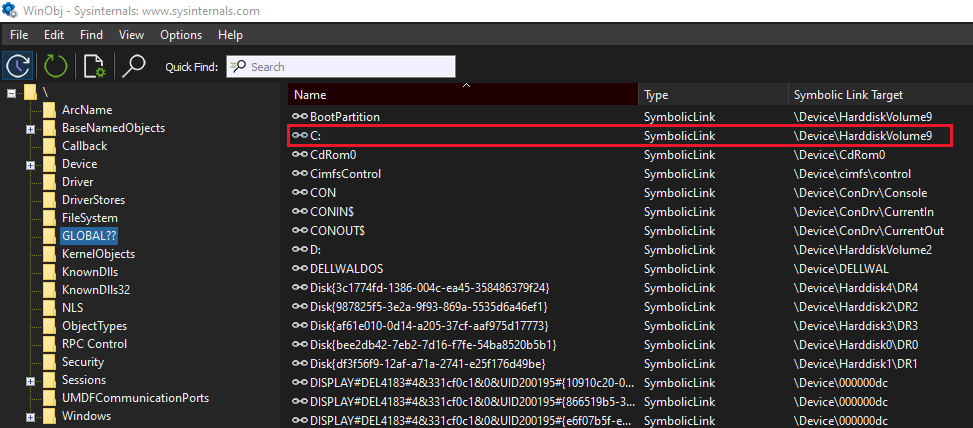 WinObj - Sysinternals: www.sysinternals.com
File Edit Find View Options Help
Quick Find: Search
\
ArcName
BaseNamedObjects
Callback
Device
Driver
DriverStores
FileSystem
GLOBAL??
KernelObjects
KnownDlls
KnownDlls32
NLS
ObjectTypes
RPC Control
Security
Sessions
UMDFCommunicationPorts
Windows
Name Type Symbolic Link Target
BootPartition SymbolicLink \Device\HarddiskVolume9
C: SymbolicLink \Device\HarddiskVolume9
CdRom0 SymbolicLink \Device\CdRom0
CimfsControl SymbolicLink \Device\cimfs\control
CON SymbolicLink \Device\ConDrv\Console
CONIN$ SymbolicLink \Device\ConDrv\CurrentIn
CONOUT$ SymbolicLink \Device\ConDrv\CurrentOut
D: SymbolicLink \Device\HarddiskVolume2
DELLWALDOS SymbolicLink \Device\DELLWAL
Disk{3c1774fd-1386-004c-ea45-358486379f24} SymbolicLink \Device\Harddisk4\DR4
Disk{987825f5-3e2a-9f93-869a-5535d6a46ef1} SymbolicLink \Device\Harddisk2\DR2
Disk{af61e010-0d14-a205-37cf-aaf975d17773} SymbolicLink \Device\Harddisk3\DR3
Disk{bee2db42-7eb2-7d16-f7fe-54ba8520b5b1} SymbolicLink \Device\Harddisk0\DR0
Disk{df3f56f9-12af-a71a-2741-e25f176d49be} SymbolicLink \Device\Harddisk1\DR1
DISPLAY#DEL4183#4&331cf0c1&0&UID200195#{10910c20-0... SymbolicLink \Device\000000dc
DISPLAY#DEL4183#4&331cf0c1&0&UID200195#{866519b5-3... SymbolicLink \Device\000000dc
DISPLAY#DEL4183#4&331cf0c1&0&UID200195#{e6f07b5f-e... SymbolicLink \Device\000000dc